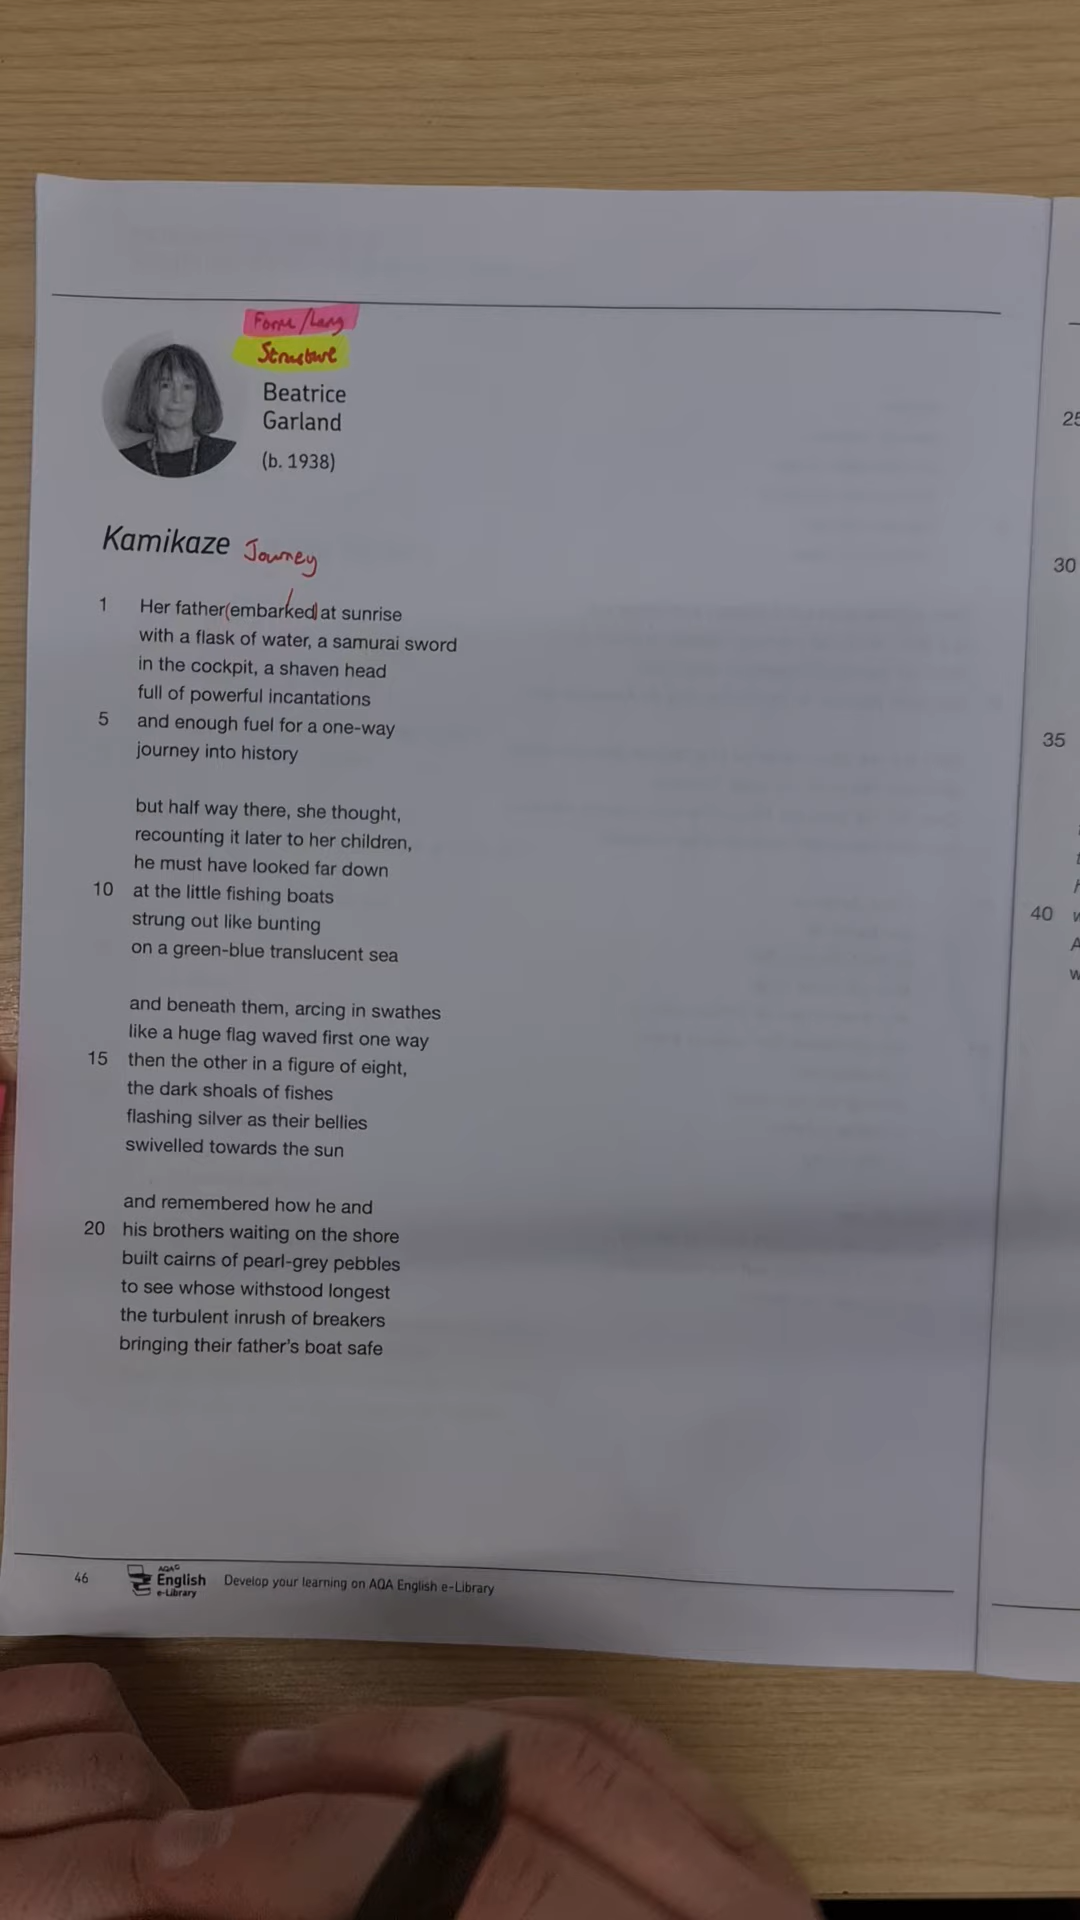 Form/Lang
Structure
Beatrice
Garland
(b. 1938)
Kamikaze Journey
1 Her father (embarked) at sunrise
with a flask of water, a samurai sword
in the cockpit, a shaven head
full of powerful incantations
5 and enough fuel for a one-way
journey into history
but half way there, she thought,
recounting it later to her children,
he must have looked far down
10 at the little fishing boats
strung out like bunting
on a green-blue translucent sea
and beneath them, arcing in swathes
like a huge flag waved first one way
15 then the other in a figure of eight,
the dark shoals of fishes
flashing silver as their bellies
swivelled towards the sun
and remembered how he and
20 his brothers waiting on the shore
built cairns of pearl-grey pebbles
to see whose withstood longest
the turbulent inrush of breakers
bringing their father's boat safe
46 AQA English e-Library Develop your learning on AQA English e-Library
25
30
35
40